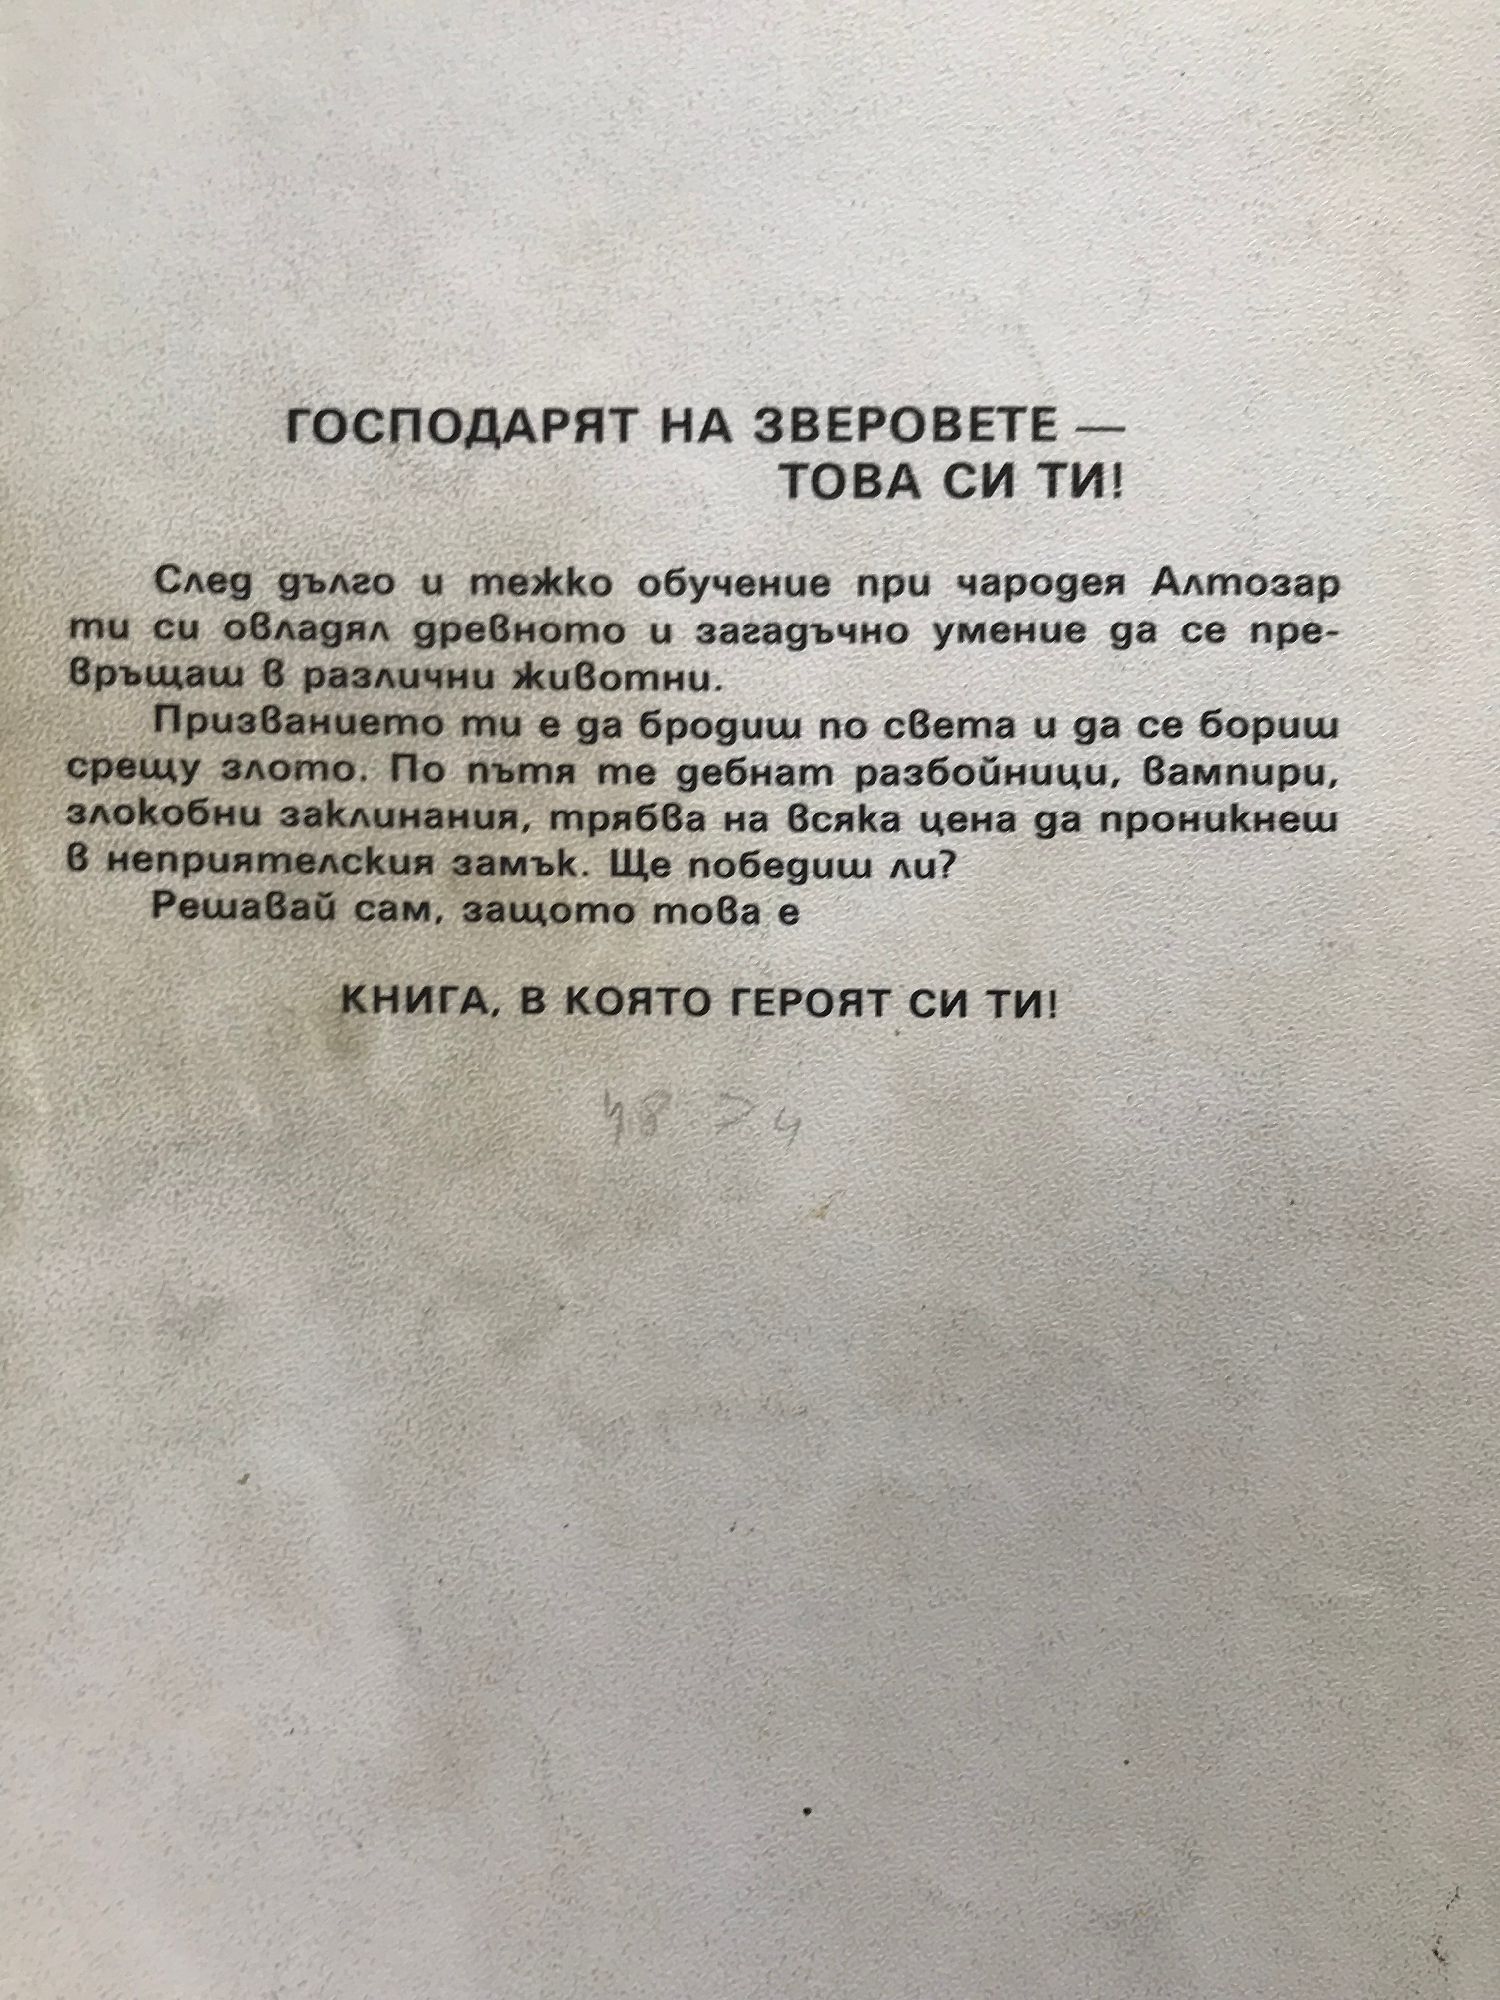 ГОСПОДАРЯТ НА ЗВЕРОВЕТЕ —
ТОВА СИ ТИ!
След дълго и тежко обучение при чародея Алтозар
ти си овладял древното и загадъчно умение да се пре-
връщаш в различни животни.
Призванието ти е да бродиш по света и да се бориш
срещу злото. По пътя те дебнат разбойници, вампири,
злокобни заклинания, трябва на всяка цена да проникнеш
в неприятелския замък. Ще победиш ли?
Решавай сам, защото това е
КНИГА, В КОЯТО ГЕРОЯТ СИ ТИ!